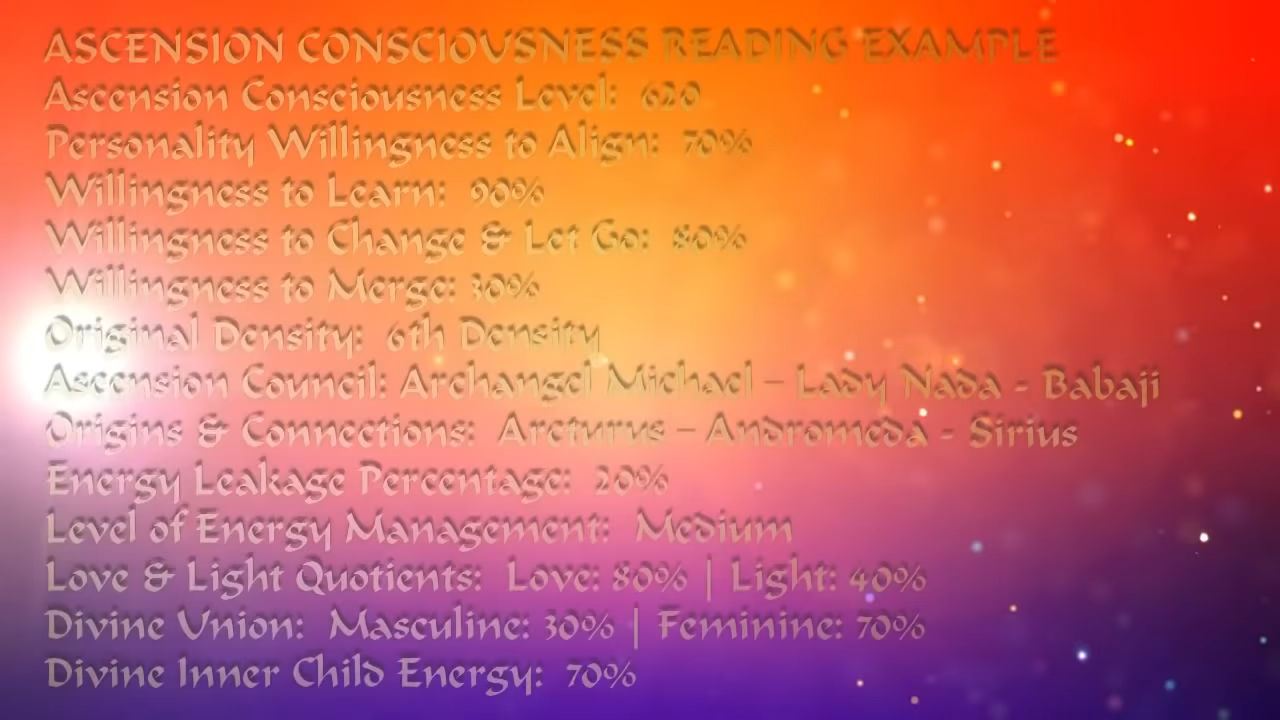 ASCENSION CONSCIOUSNESS READING EXAMPLE
Ascension Consciousness Level: 620
Personality Willingness to Align: 70%
Willingness to Learn: 90%
Willingness to Change & Let Go: 80%
Willingness to Merge: 30%
Original Density: 6th Density
Ascension Council: Archangel Michael – Lady Nada - Babaji
Origins & Connections: Arcturus – Andromeda - Sirius
Energy Leakage Percentage: 20%
Level of Energy Management: Medium
Love & Light Quotients: Love: 80% | Light: 40%
Divine Union: Masculine: 30% | Feminine: 70%
Divine Inner Child Energy: 70%